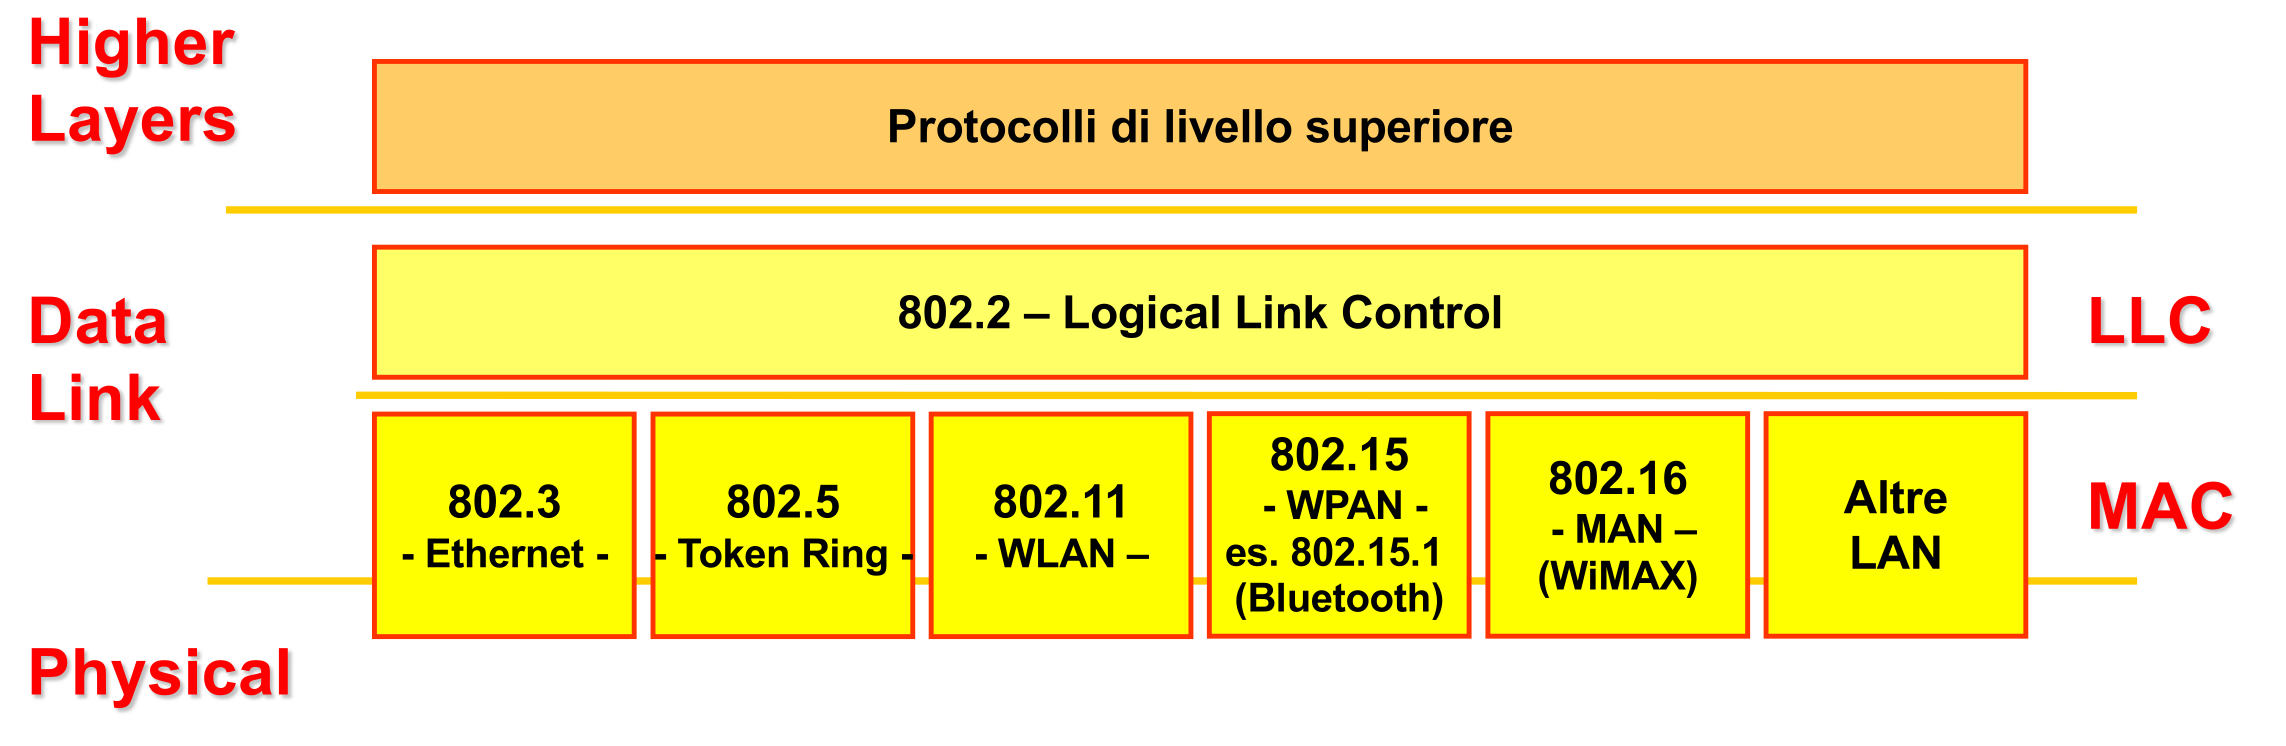 Higher
Layers
Protocolli di livello superiore
Data
Link
802.2 – Logical Link Control
LLC
802.3
- Ethernet -
802.5
- Token Ring -
802.11
- WLAN –
802.15
- WPAN -
es. 802.15.1
(Bluetooth)
802.16
- MAN –
(WiMAX)
Altre
LAN
MAC
Physical